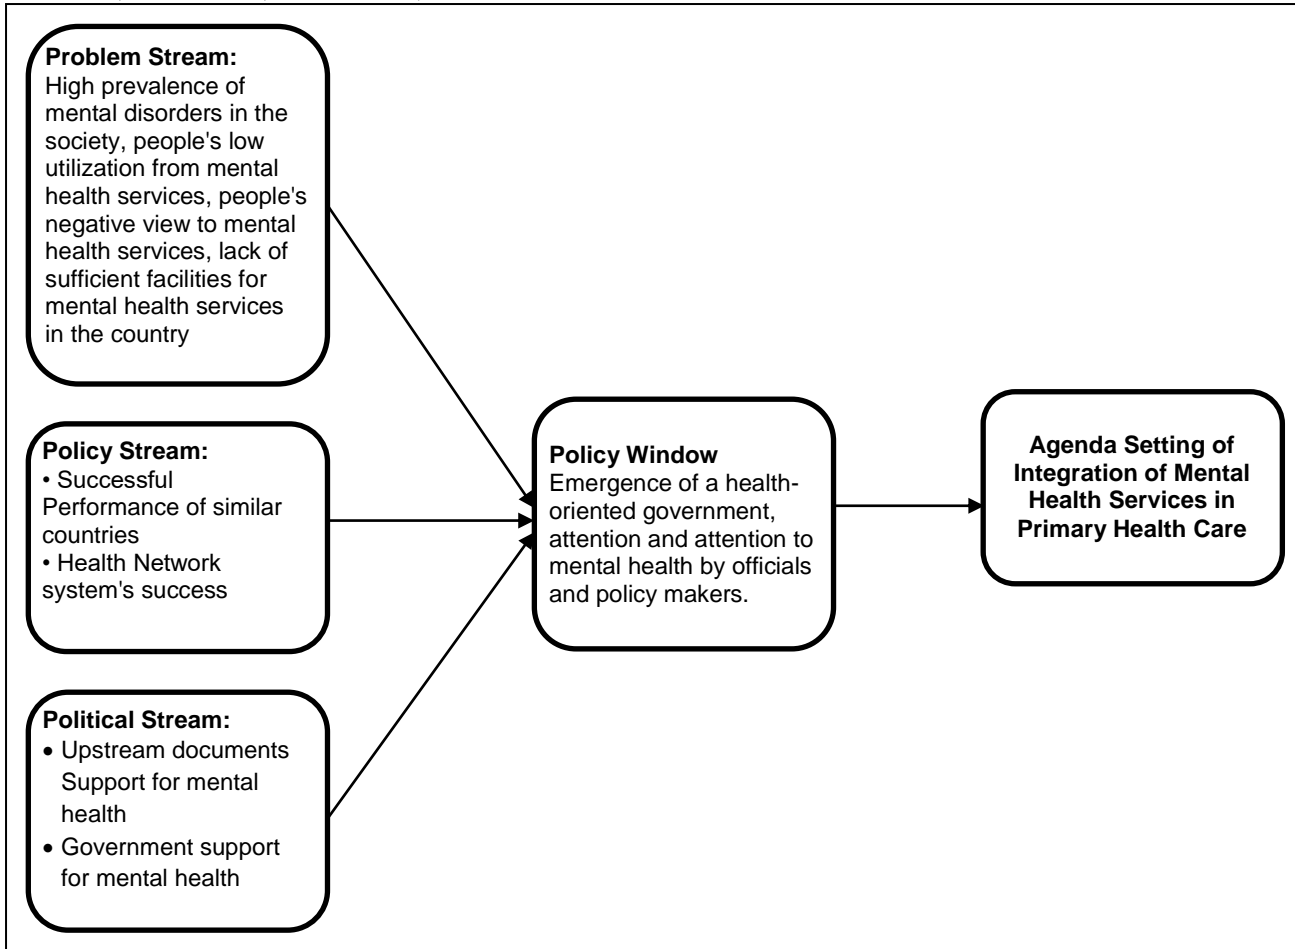 Problem Stream:
High prevalence of
mental disorders in the
society, people's low
utilization from mental
health services, people's
negative view to mental
health services, lack of
sufficient facilities for
mental health services
in the country
Policy Stream:
• Successful
Performance of similar
countries
• Health Network
system's success
Political Stream:
• Upstream documents
Support for mental
health
• Government support
for mental health
Policy Window
Emergence of a health-
oriented government,
attention and attention to
mental health by officials
and policy makers.
Agenda Setting of
Integration of Mental
Health Services in
Primary Health Care